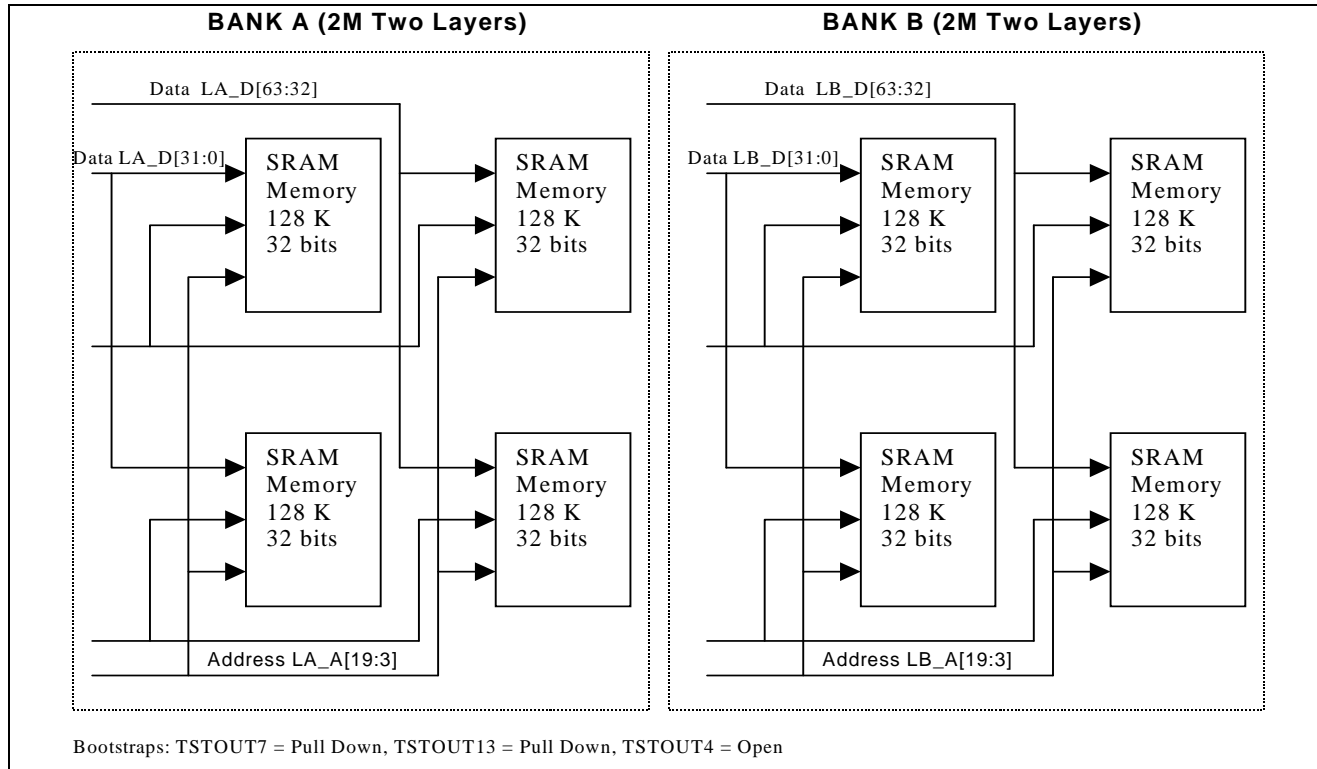 BANK A (2M Two Layers)
BANK B (2M Two Layers)
Data LA_D[63:32]
Data LB_D[63:32]
Data LA_D[31:0]
SRAM
Memory
128 K
32 bits
SRAM
Memory
128 K
32 bits
Data LB_D[31:0]
SRAM
Memory
128 K
32 bits
SRAM
Memory
128 K
32 bits
SRAM
Memory
128 K
32 bits
SRAM
Memory
128 K
32 bits
SRAM
Memory
128 K
32 bits
SRAM
Memory
128 K
32 bits
Address LA_A[19:3]
Address LB_A[19:3]
Bootstraps: TSTOUT7 = Pull Down, TSTOUT13 = Pull Down, TSTOUT4 = Open